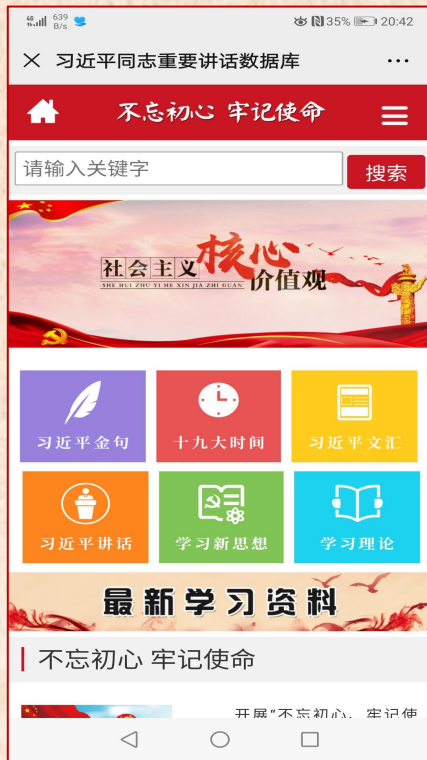 46 639 B/s 35% 20:42
习近平同志重要讲话数据库
不忘初心 牢记使命
请输入关键字 搜索
社会主义核心价值观
SHE HUI ZHU YI HE XIN JIA ZHI GUAN
习近平金句 十九大时间 习近平文汇
习近平讲话 学习新思想 学习理论
最新学习资料
不忘初心 牢记使命
开展“不忘初心、牢记使